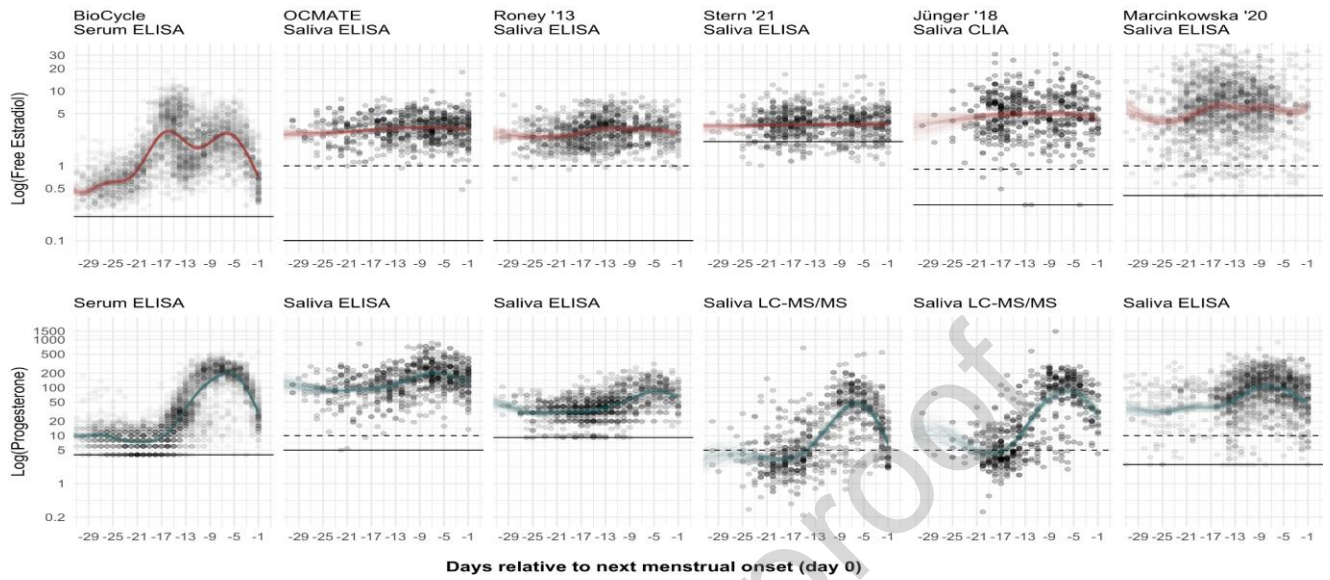 BioCycle OCMATE Roney '13 Stern '21 Jünger '18 Marcinkowska '20
Serum ELISA Saliva ELISA Saliva ELISA Saliva ELISA Saliva CLIA Saliva ELISA
Log(Free Estradiol)
30
20
10
5
1
0.5
0.1
-29 -25 -21 -17 -13 -9 -5 -1 -29 -25 -21 -17 -13 -9 -5 -1 -29 -25 -21 -17 -13 -9 -5 -1 -29 -25 -21 -17 -13 -9 -5 -1 -29 -25 -21 -17 -13 -9 -5 -1 -29 -25 -21 -17 -13 -9 -5 -1
Serum ELISA Saliva ELISA Saliva ELISA Saliva LC-MS/MS Saliva LC-MS/MS Saliva ELISA
Log(Progesterone)
1500
1000
500
200
100
50
20
10
5
1
0.2
-29 -25 -21 -17 -13 -9 -5 -1 -29 -25 -21 -17 -13 -9 -5 -1 -29 -25 -21 -17 -13 -9 -5 -1 -29 -25 -21 -17 -13 -9 -5 -1 -29 -25 -21 -17 -13 -9 -5 -1 -29 -25 -21 -17 -13 -9 -5 -1
Days relative to next menstrual onset (day 0)
proof